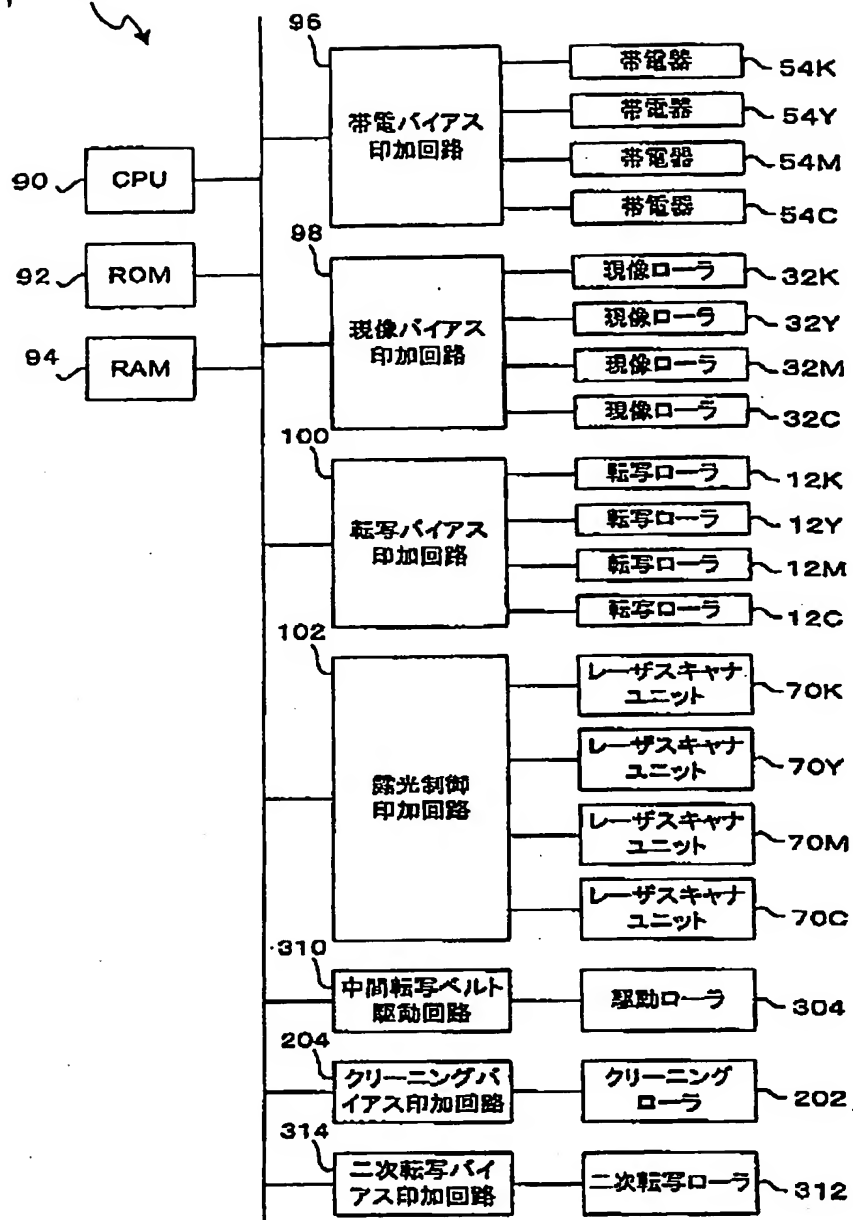 96
帯電バイアス
印加回路
帯電器
54K
帯電器
54Y
帯電器
54M
帯電器
54C
90
CPU
92
ROM
94
RAM
98
現像バイアス
印加回路
現像ローラ
32K
現像ローラ
32Y
現像ローラ
32M
現像ローラ
32C
100
転写バイアス
印加回路
転写ローラ
12K
転写ローラ
12Y
転写ローラ
12M
転写ローラ
12C
102
露光制御
印加回路
レーザスキャナ
ユニット
70K
レーザスキャナ
ユニット
70Y
レーザスキャナ
ユニット
70M
レーザスキャナ
ユニット
70C
310
中間転写ベルト
駆動回路
駆動ローラ
304
204
クリーニングバ
イアス印加回路
クリーニング
ローラ
202
314
二次転写バイ
アス印加回路
二次転写ローラ
312